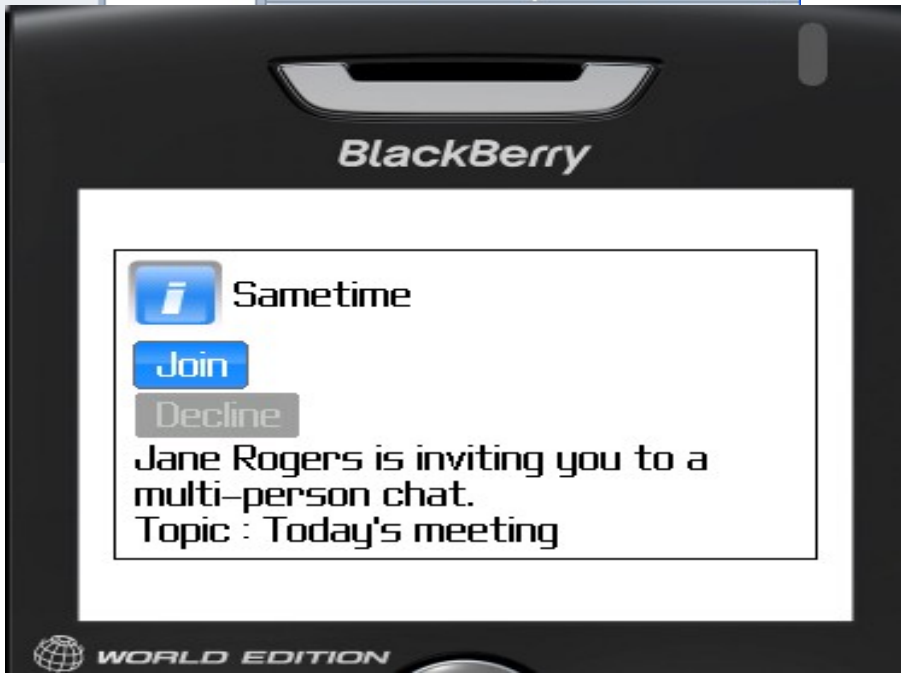 BlackBerry
i Sametime
Join
Decline
Jane Rogers is inviting you to a
multi-person chat.
Topic : Today's meeting
WORLD EDITION